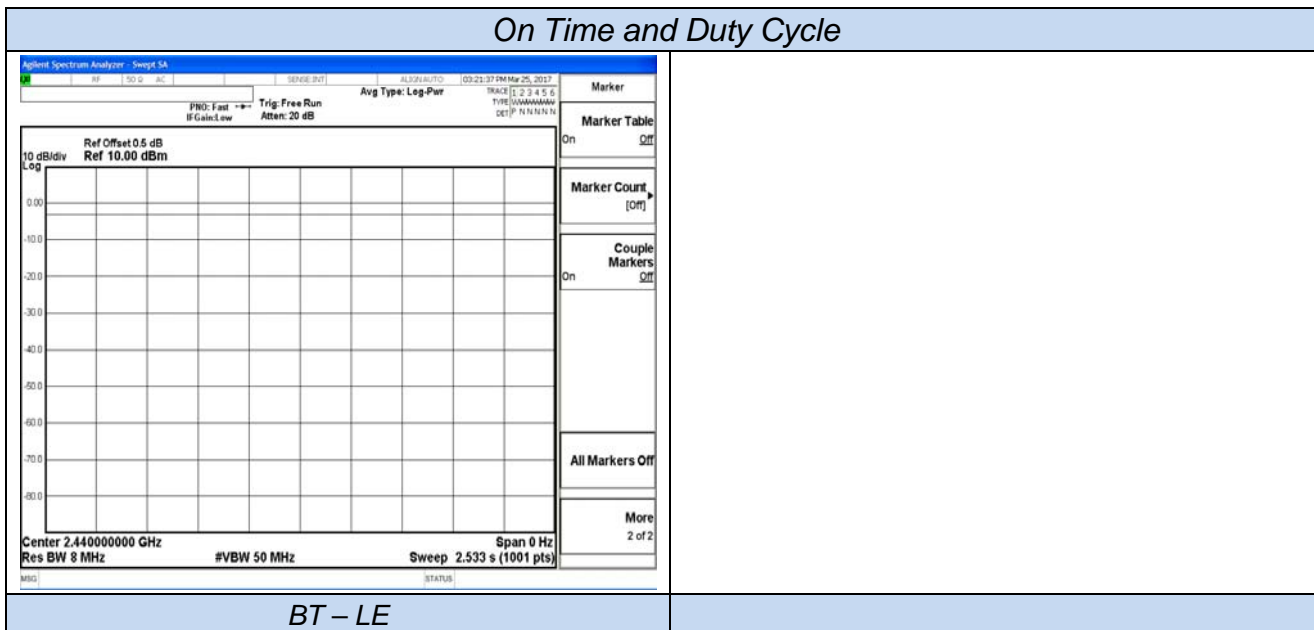 On Time and Duty Cycle
Agilent Spectrum Analyzer - Swept SA
RF 50 Ω AC SENSE:INT ALIGN AUTO 03:21:37 PM Mar 25, 2017
PNO: Fast
IFGain:Low
Trig: Free Run
Atten: 20 dB
Avg Type: Log-Pwr
TRACE 1 2 3 4 5 6
TYPE
DET P N N N N N
Marker
Marker Table
On Off
Marker Count
[Off]
Couple
Markers
On Off
All Markers Off
More
2 of 2
Ref Offset 0.5 dB
10 dB/div Ref 10.00 dBm
Log
0.00
-10.0
-20.0
-30.0
-40.0
-50.0
-60.0
-70.0
-80.0
Center 2.440000000 GHz Span 0 Hz
Res BW 8 MHz #VBW 50 MHz Sweep 2.533 s (1001 pts)
MSG STATUS
BT – LE